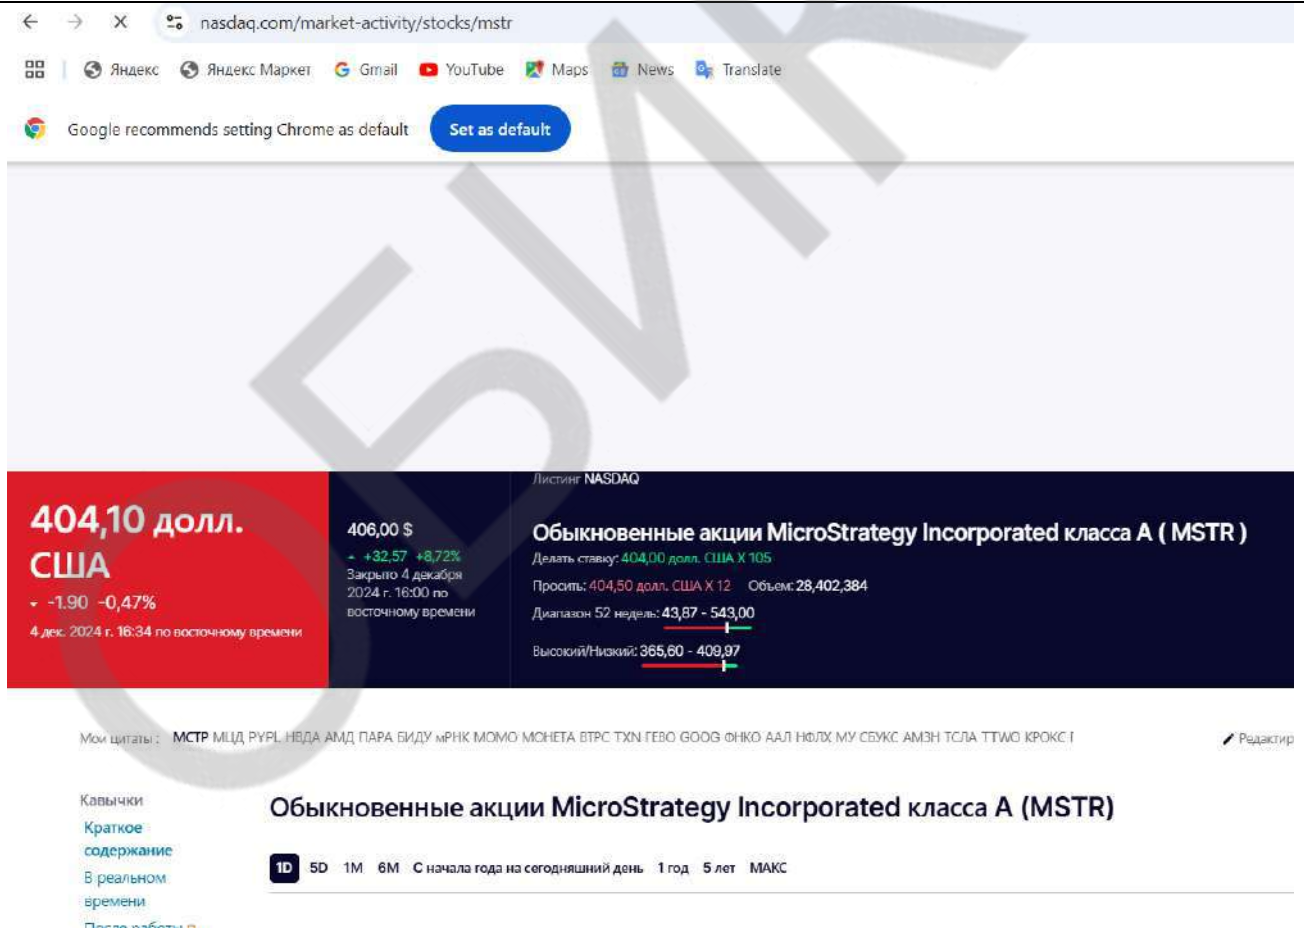 nasdaq.com/market-activity/stocks/mstr
Яндекс Яндекс Маркет Gmail YouTube Maps News Translate
Google recommends setting Chrome as default Set as default
ОБИК
404,10 долл.
США
-1.90 -0,47%
4 дек. 2024 г. 16:34 по восточному времени
406,00 $
+32,57 +8,72%
Закрыто 4 декабря
2024 г. 16:00 по
восточному времени
Листинг NASDAQ
Обыкновенные акции MicroStrategy Incorporated класса A ( MSTR )
Делать ставку: 404,00 долл. США X 105
Просить: 404,50 долл. США X 12 Объем: 28,402,384
Диапазон 52 недель: 43,87 - 543,00
Высокий/Низкий: 365,60 - 409,97
Мои цитаты : МСТР МЦД PYPL НВДА АМД ПАРА БИДУ мРНК МОМО МОНЕТА ВТРС TXN ГЕВО GOOG ФНКО ААЛ НФЛХ МУ СБУКС АМЗН ТСЛА TTWO КРОКС
Редактир
Кавычки
Краткое
содержание
В реальном
времени
После работы
Обыкновенные акции MicroStrategy Incorporated класса A (MSTR)
1D 5D 1M 6M С начала года на сегодняшний день 1 год 5 лет МАКС